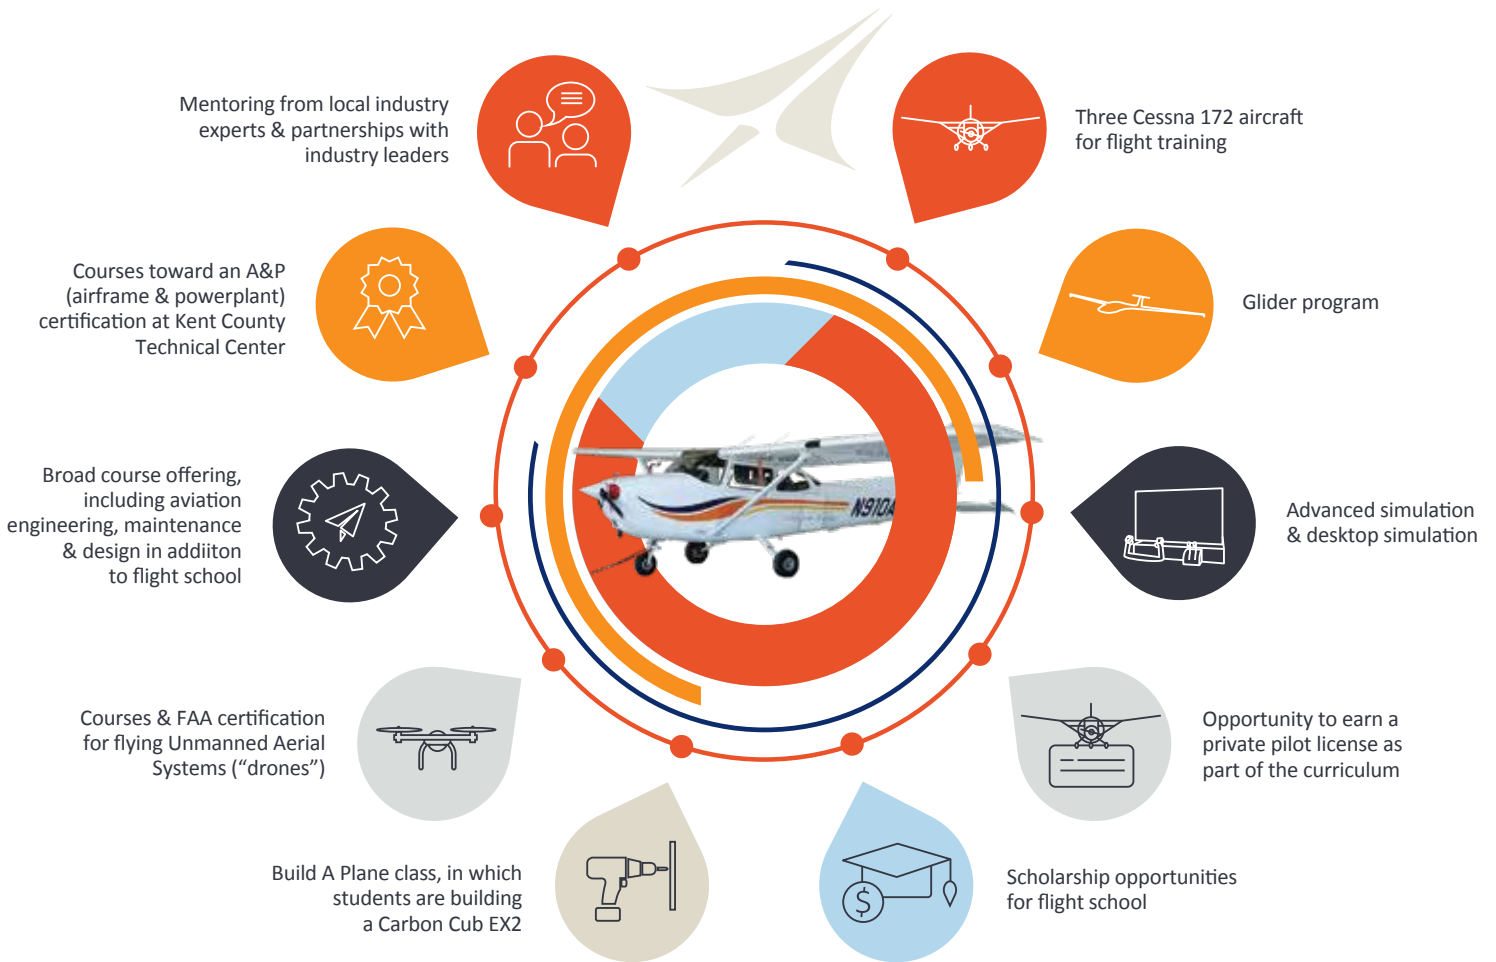 Mentoring from local industry
experts & partnerships with
industry leaders
Three Cessna 172 aircraft
for flight training
Courses toward an A&P
(airframe & powerplant)
certification at Kent County
Technical Center
Glider program
Broad course offering,
including aviation
engineering, maintenance
& design in addiiton
to flight school
Advanced simulation
& desktop simulation
N910A
Courses & FAA certification
for flying Unmanned Aerial
Systems (“drones”)
Opportunity to earn a
private pilot license as
part of the curriculum
Build A Plane class, in which
students are building
a Carbon Cub EX2
$
Scholarship opportunities
for flight school